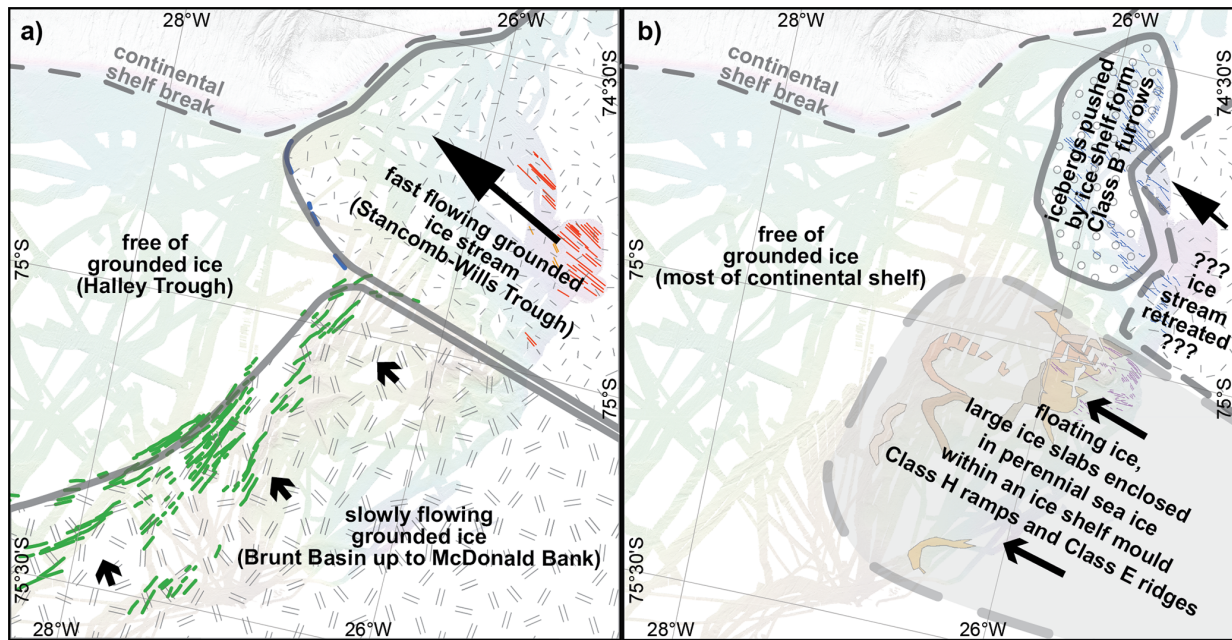 a)
28°W
26°W
continental
shelf break
74°30'S
fast flowing grounded
ice stream
(Stancomb-Wills Trough)
75°S
free of
grounded ice
(Halley Trough)
75°S
slowly flowing
grounded ice
(Brunt Basin up to McDonald Bank)
75°30'S
28°W
26°W
b)
28°W
26°W
continental
shelf break
74°30'S
icebergs pushed
by ice shelf form
Class B furrows
75°S
free of
grounded ice
(most of continental shelf)
???
ice
stream
retreated
???
75°S
floating ice,
large ice slabs enclosed
in perennial sea ice
within an ice shelf mould
Class H ramps and Class E ridges
75°30'S
28°W
26°W